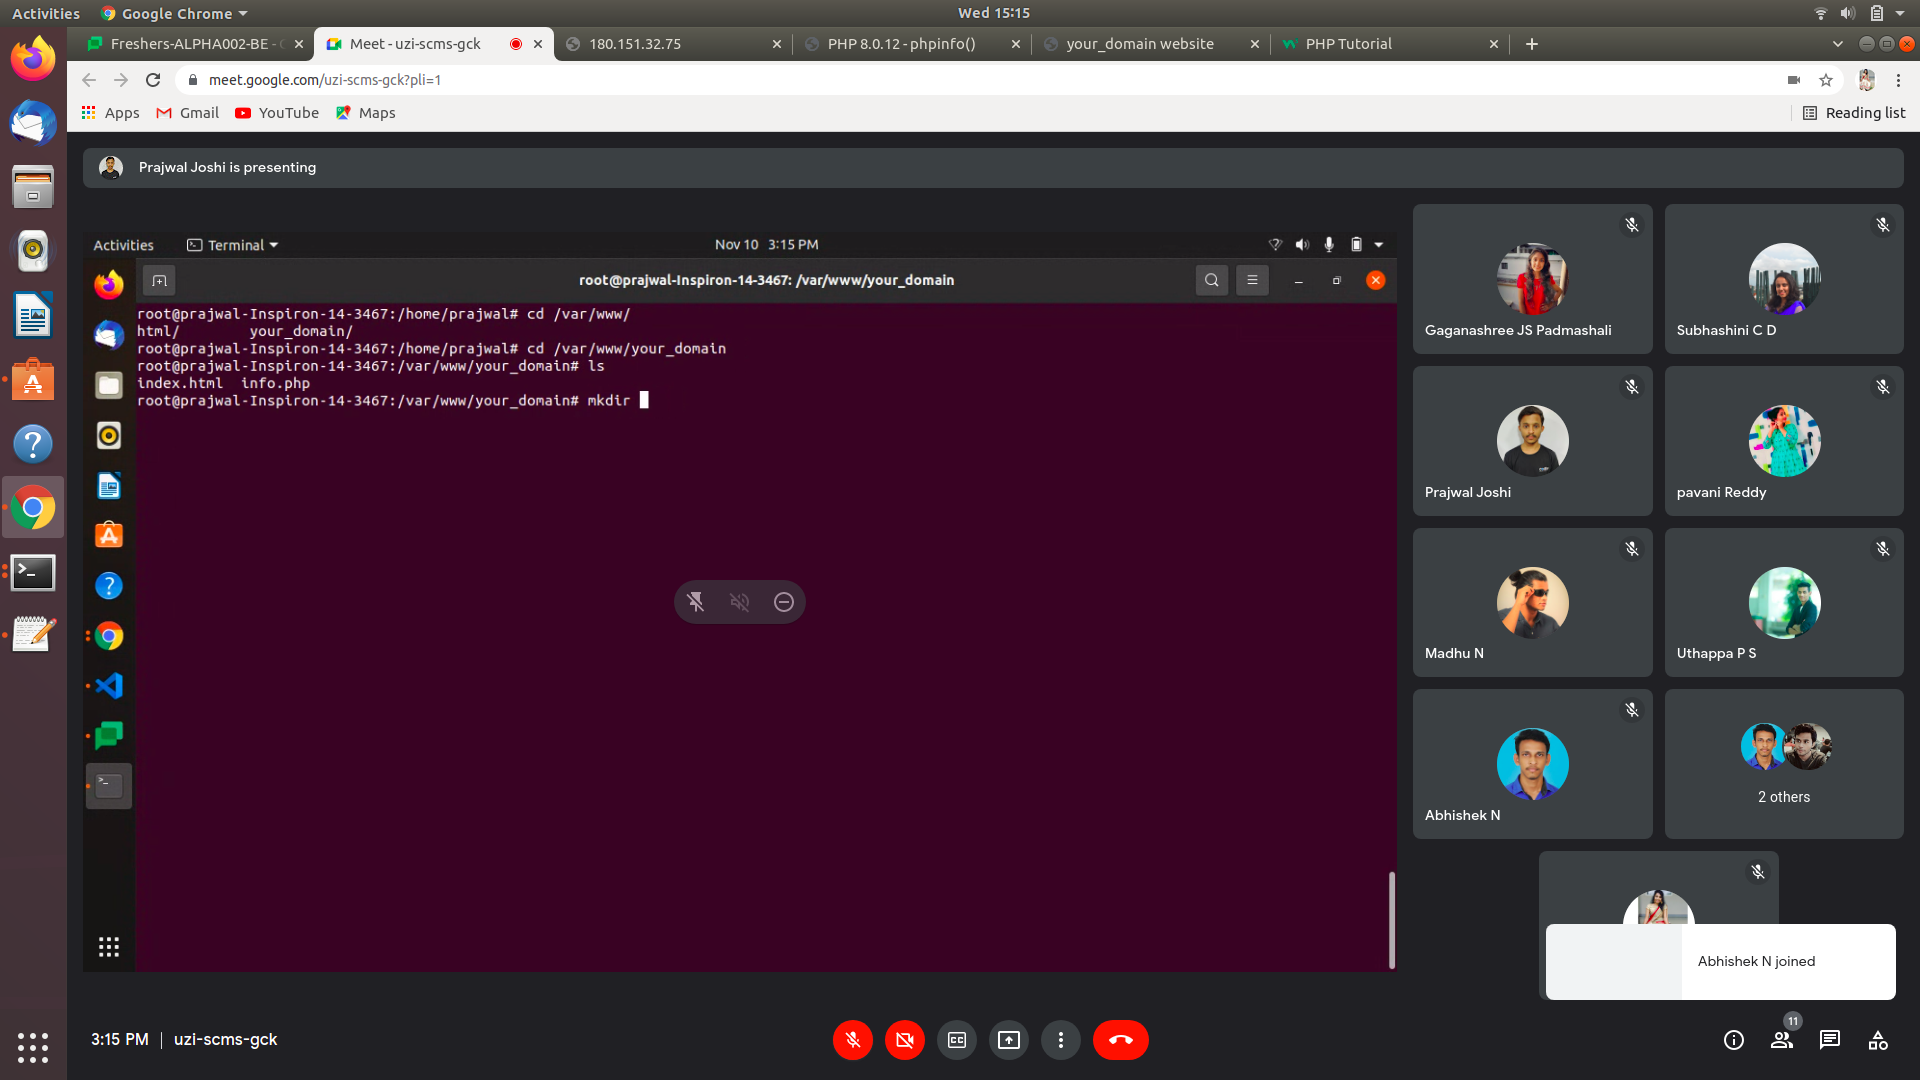 Activities
Google Chrome
Wed 15:15
Freshers-ALPHA002-BE -
Meet - uzi-scms-gck
180.151.32.75
PHP 8.0.12 - phpinfo()
your_domain website
PHP Tutorial
meet.google.com/uzi-scms-gck?pli=1
Apps
Gmail
YouTube
Maps
Reading list
Prajwal Joshi is presenting
Activities
Terminal
Nov 10 3:15 PM
root@prajwal-Inspiron-14-3467: /var/www/your_domain
root@prajwal-Inspiron-14-3467:/home/prajwal# cd /var/www/
html/ your_domain/
root@prajwal-Inspiron-14-3467:/home/prajwal# cd /var/www/your_domain
root@prajwal-Inspiron-14-3467:/var/www/your_domain# ls
index.html info.php
root@prajwal-Inspiron-14-3467:/var/www/your_domain# mkdir
Gaganashree JS Padmashali
Subhashini C D
Prajwal Joshi
pavani Reddy
Madhu N
Uthappa P S
Abhishek N
2 others
Abhishek N joined
3:15 PM
uzi-scms-gck
11